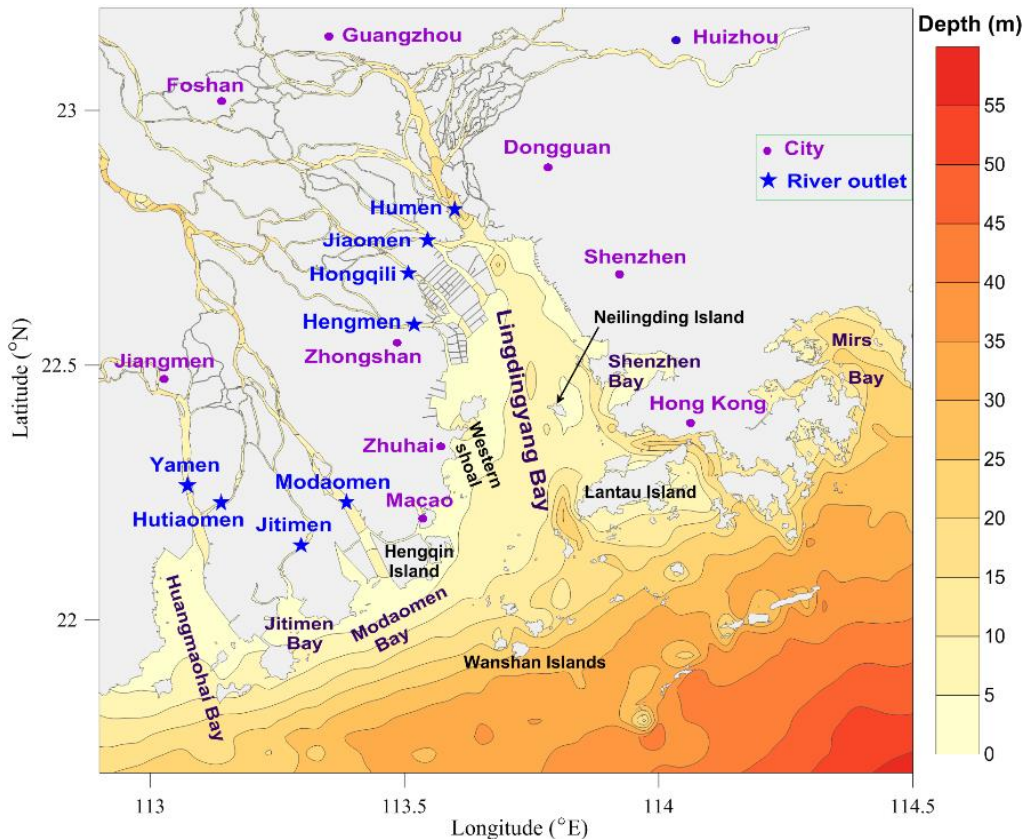 Depth (m)
Guangzhou
Huizhou
Foshan
23
Dongguan
City
River outlet
Humen
Jiaomen
Hongqili
Shenzhen
Hengmen
Neilingding Island
Zhongshan
Lingdingyang Bay
Shenzhen
Bay
Mirs
Bay
22.5
Jiangmen
Hong Kong
Zhuhai
Western
shoal
Yamen
Modaomen
Lantau Island
Hutiaomen
Jitimen
Macao
Hengqin
Island
22
Huangmaohai Bay
Jitimen
Bay
Modaomen
Bay
Wanshan Islands
Latitude (°N)
113
113.5
114
114.5
Longitude (°E)
55
50
45
40
35
30
25
20
15
10
5
0